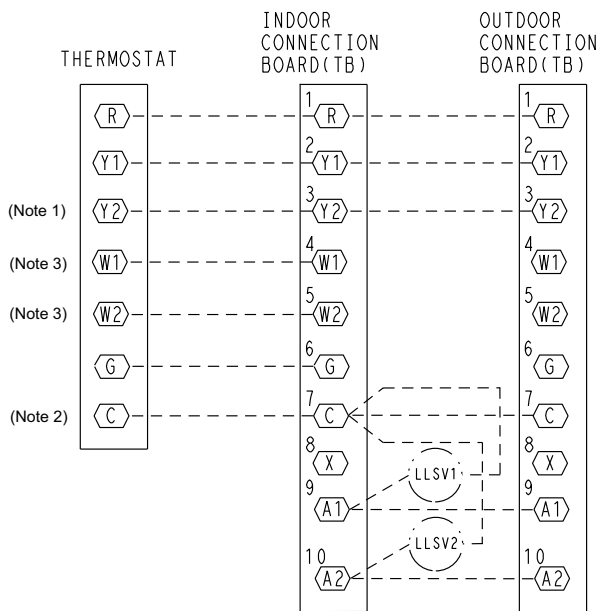 THERMOSTAT
INDOOR
CONNECTION
BOARD(TB)
OUTDOOR
CONNECTION
BOARD(TB)
R 1 R 1 R
Y1 2 Y1 2 Y1
(Note 1) Y2 3 Y2 3 Y2
(Note 3) W1 4 W1 4 W1
(Note 3) W2 5 W2 5 W2
G 6 G 6 G
(Note 2) C 7 C 7 C
8 X 8 X
LLSV1
9 A1 9 A1
LLSV2
10 A2 10 A2